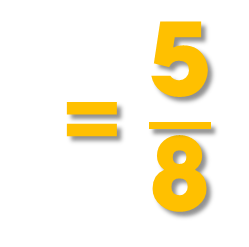 = 5/8